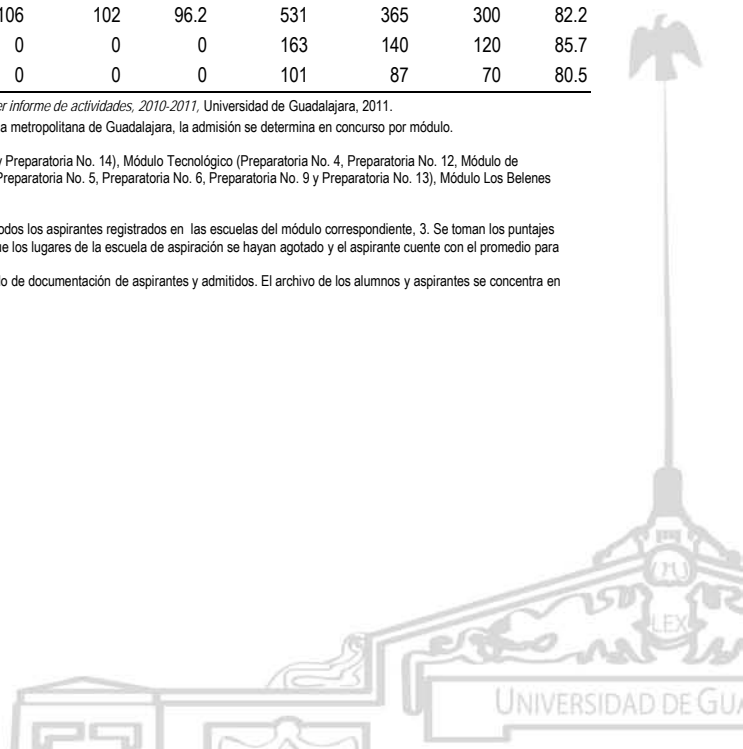 106 102 96.2 531 365 300 82.2
0 0 0 163 140 120 85.7
0 0 0 101 87 70 80.5
er informe de actividades, 2010-2011, Universidad de Guadalajara, 2011.
a metropolitana de Guadalajara, la admisión se determina en concurso por módulo.
y Preparatoria No. 14), Módulo Tecnológico (Preparatoria No. 4, Preparatoria No. 12, Módulo de
Preparatoria No. 5, Preparatoria No. 6, Preparatoria No. 9 y Preparatoria No. 13), Módulo Los Belenes
odos los aspirantes registrados en las escuelas del módulo correspondiente, 3. Se toman los puntajes
ue los lugares de la escuela de aspiración se hayan agotado y el aspirante cuente con el promedio para
lo de documentación de aspirantes y admitidos. El archivo de los alumnos y aspirantes se concentra en
LEX
UNIVERSIDAD DE GUA